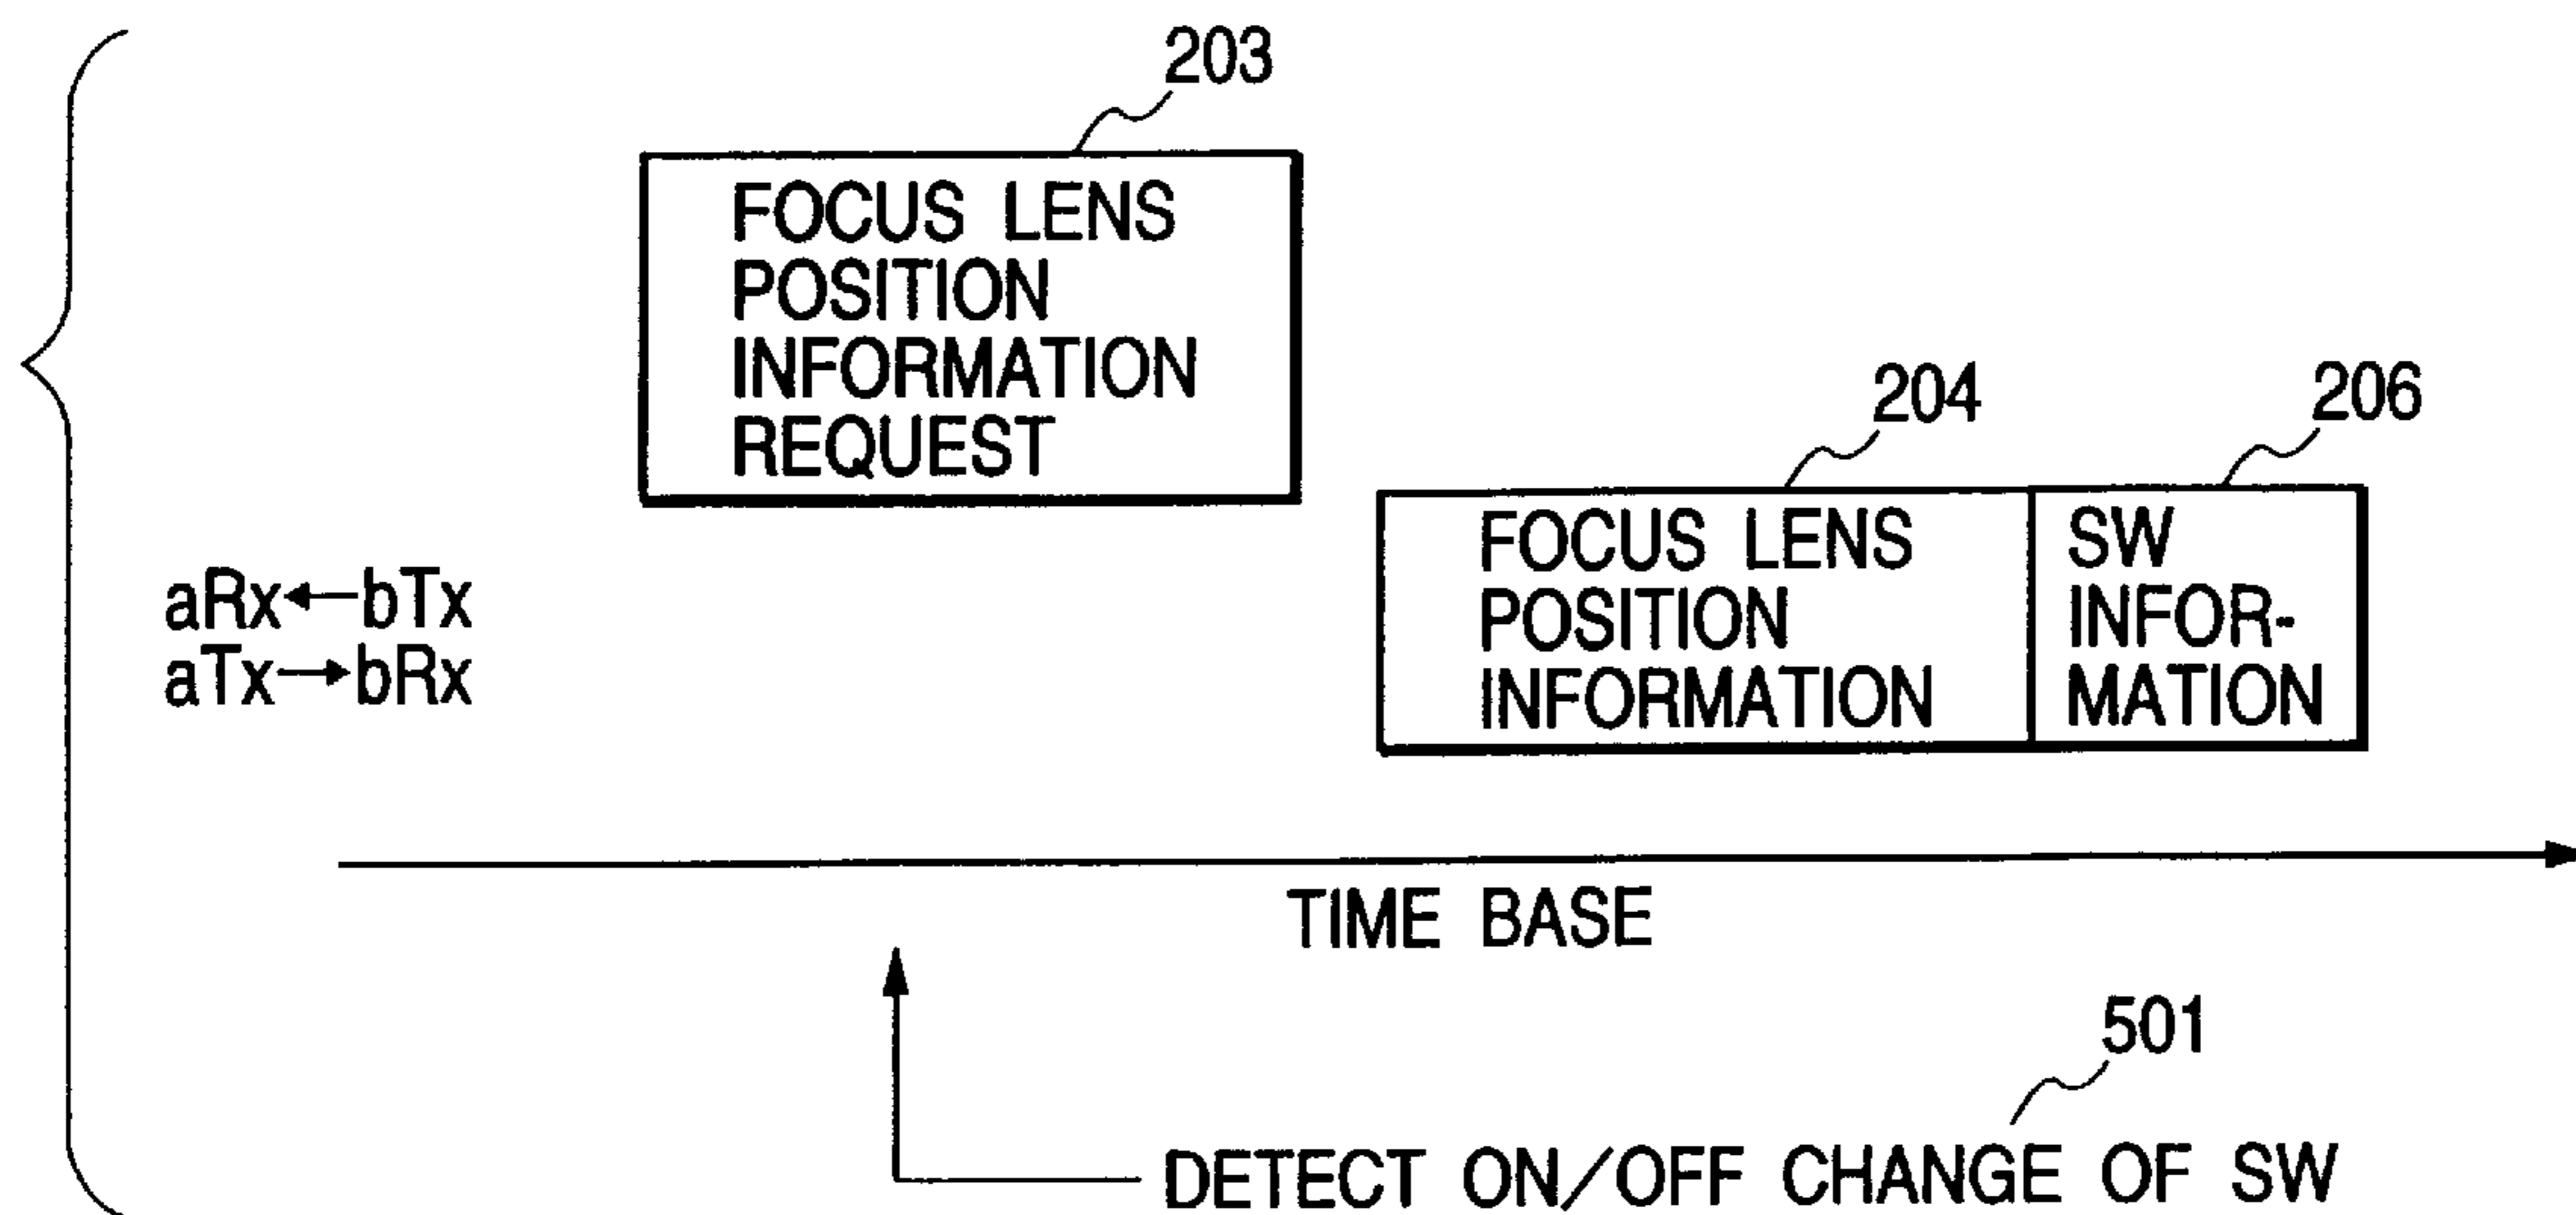 203
FOCUS LENS
POSITION
INFORMATION
REQUEST
204
206
FOCUS LENS
POSITION
INFORMATION
SW
INFOR-
MATION
aRx←bTx
aTx→bRx
TIME BASE
501
DETECT ON/OFF CHANGE OF SW